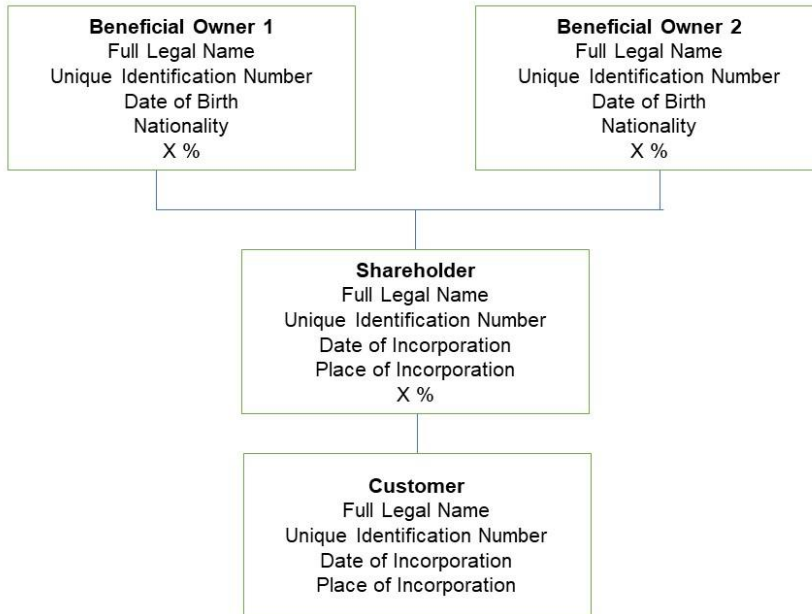 Beneficial Owner 1
Full Legal Name
Unique Identification Number
Date of Birth
Nationality
X %
Beneficial Owner 2
Full Legal Name
Unique Identification Number
Date of Birth
Nationality
X %
Shareholder
Full Legal Name
Unique Identification Number
Date of Incorporation
Place of Incorporation
X %
Customer
Full Legal Name
Unique Identification Number
Date of Incorporation
Place of Incorporation